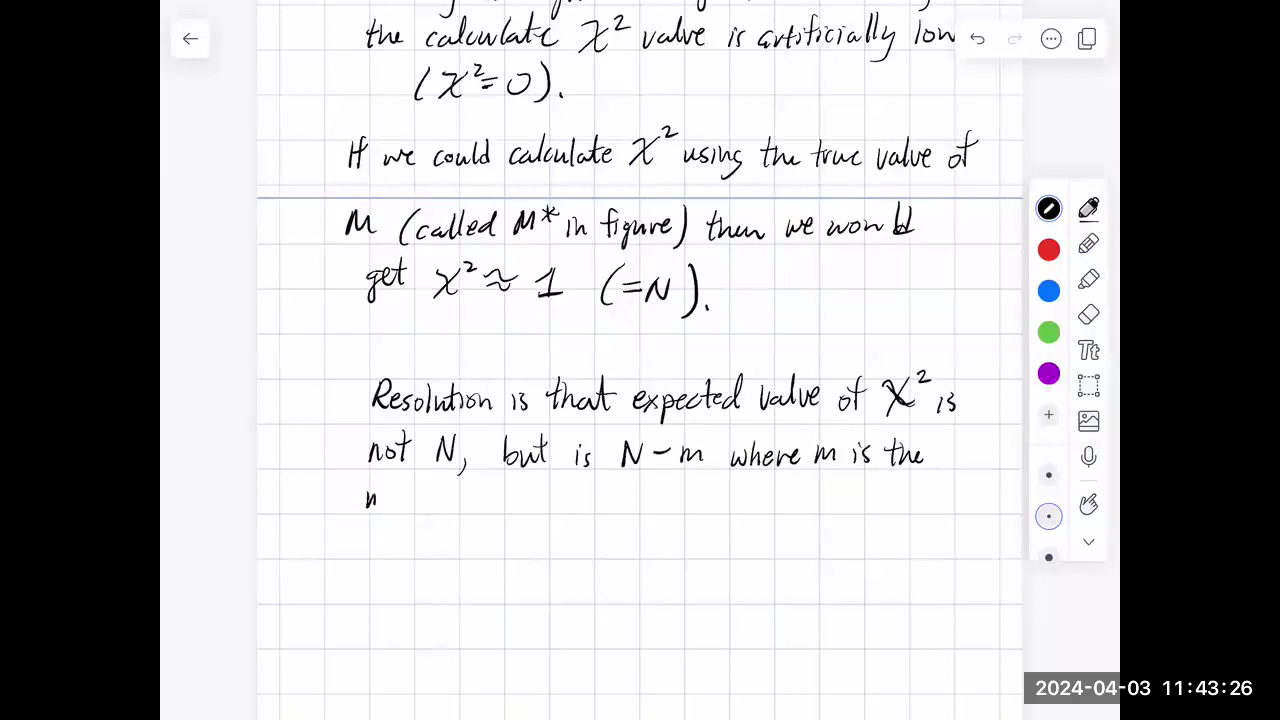 the calculate χ² value is artificially low
(χ² = 0).
If we could calculate χ² using the true value of
M (called M* in figure) then we would
get χ² ≈ 1 (=N).
Resolution is that expected value of χ² is
not N, but is N - m where m is the
Tt
2024-04-03 11:43:26